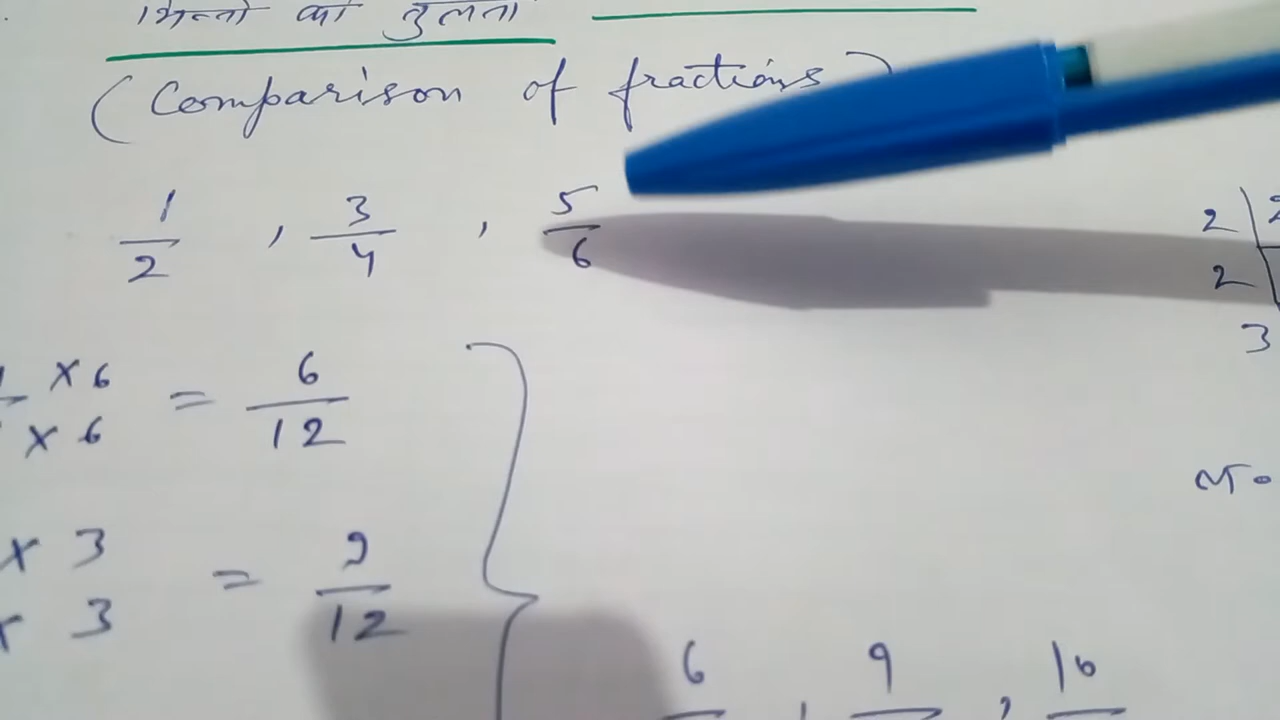 भिन्नों की तुलना
(Comparison of fractions)
1/2 , 3/4 , 5/6
2
2
3
× 6 / × 6 = 6/12
× 3 / × 3 = 9/12
6 , 9 , 10